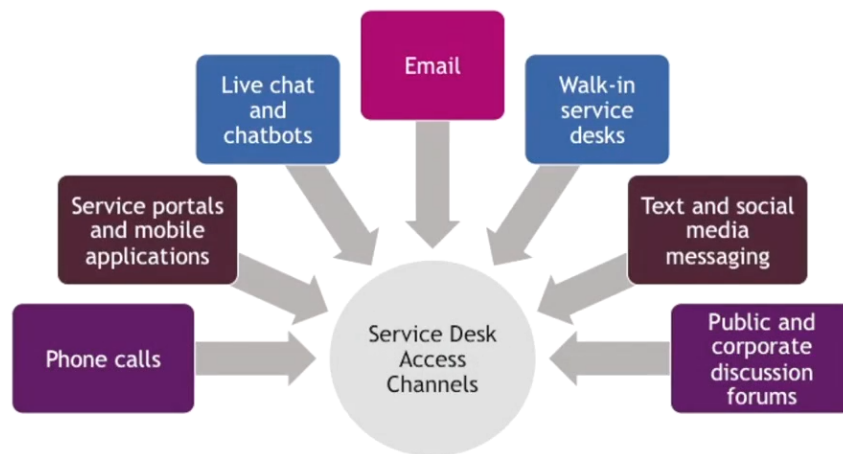 Email
Live chat
and
chatbots
Walk-in
service
desks
Service portals
and mobile
applications
Text and social
media
messaging
Phone calls
Service Desk
Access
Channels
Public and
corporate
discussion
forums